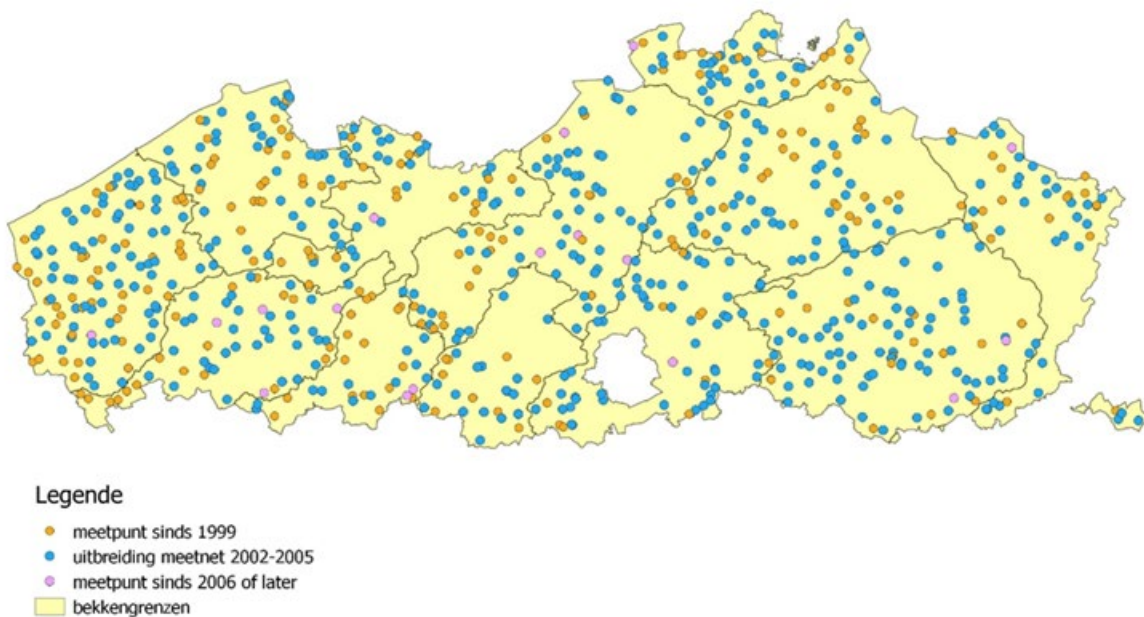 Legende
meetpunt sinds 1999
uitbreiding meetnet 2002-2005
meetpunt sinds 2006 of later
bekkengrenzen